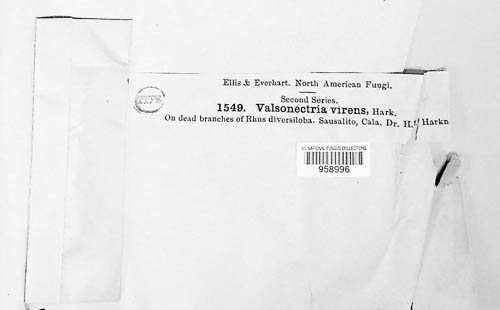 Ellis & Everhart. North American Fungi.
Second Series.
TYPE
1549. Valsonectria virens, Hark.
On dead branches of Rhus diversiloba. Sausalito, Cala. Dr. H. Harkn
US NATIONAL FUNGUS COLLECTIONS
958996